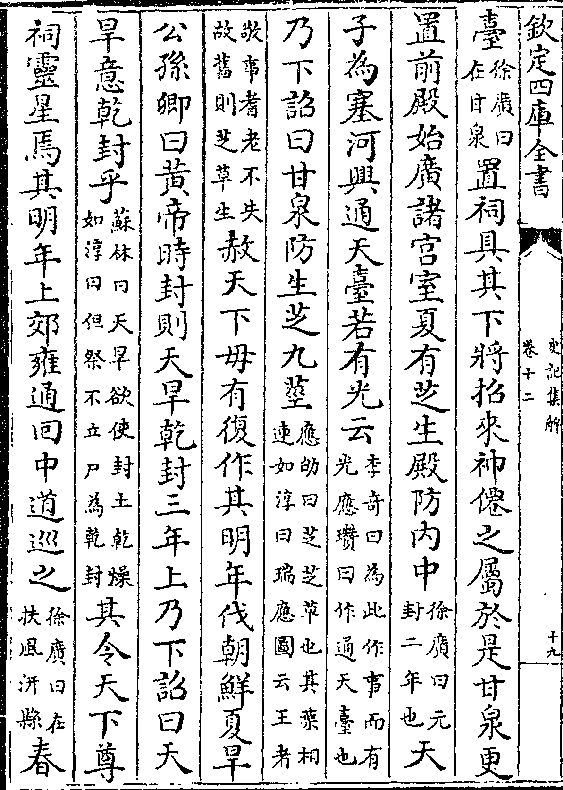 欽定四庫全書
史記集解
卷十二
十九
臺徐廣曰在甘泉置祠具其下將招來神僊之屬於是甘泉更
置前殿始廣諸宫室夏有芝生殿防内中徐廣曰元封二年也天
子為塞河興通天臺若有光云李奇曰為此作事而有光應瓚曰作通天臺也
乃下詔曰甘泉防生芝九莖應劭曰芝芝草也其葉相連如淳曰瑞應圖云王者
敬事耆老不失故舊則芝草生赦天下毋有復作其明年伐朝鮮夏旱
公孫卿曰黄帝時封則天旱乾封三年上乃下詔曰天
旱意乾封乎蘇林曰天旱欲使封土乾燥如淳曰但祭不立尸為乾封其令天下尊
祠靈星焉其明年上郊雍通回中道巡之徐廣曰在扶風汧縣春